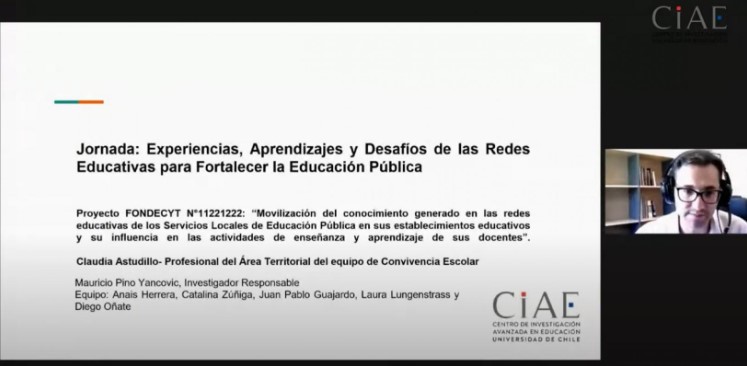 CiAE
Jornada: Experiencias, Aprendizajes y Desafíos de las Redes
Educativas para Fortalecer la Educación Pública
Proyecto FONDECYT N°11221222: “Movilización del conocimiento generado en las redes
educativas de los Servicios Locales de Educación Pública en sus establecimientos educativos
y su influencia en las actividades de enseñanza y aprendizaje de sus docentes”.
Claudia Astudillo- Profesional del Área Territorial del equipo de Convivencia Escolar
Mauricio Pino Yancovic, Investigador Responsable
Equipo: Anais Herrera, Catalina Zúñiga, Juan Pablo Guajardo, Laura Lungenstrass y
Diego Oñate
CiAE
CENTRO DE INVESTIGACIÓN
AVANZADA EN EDUCACIÓN
UNIVERSIDAD DE CHILE